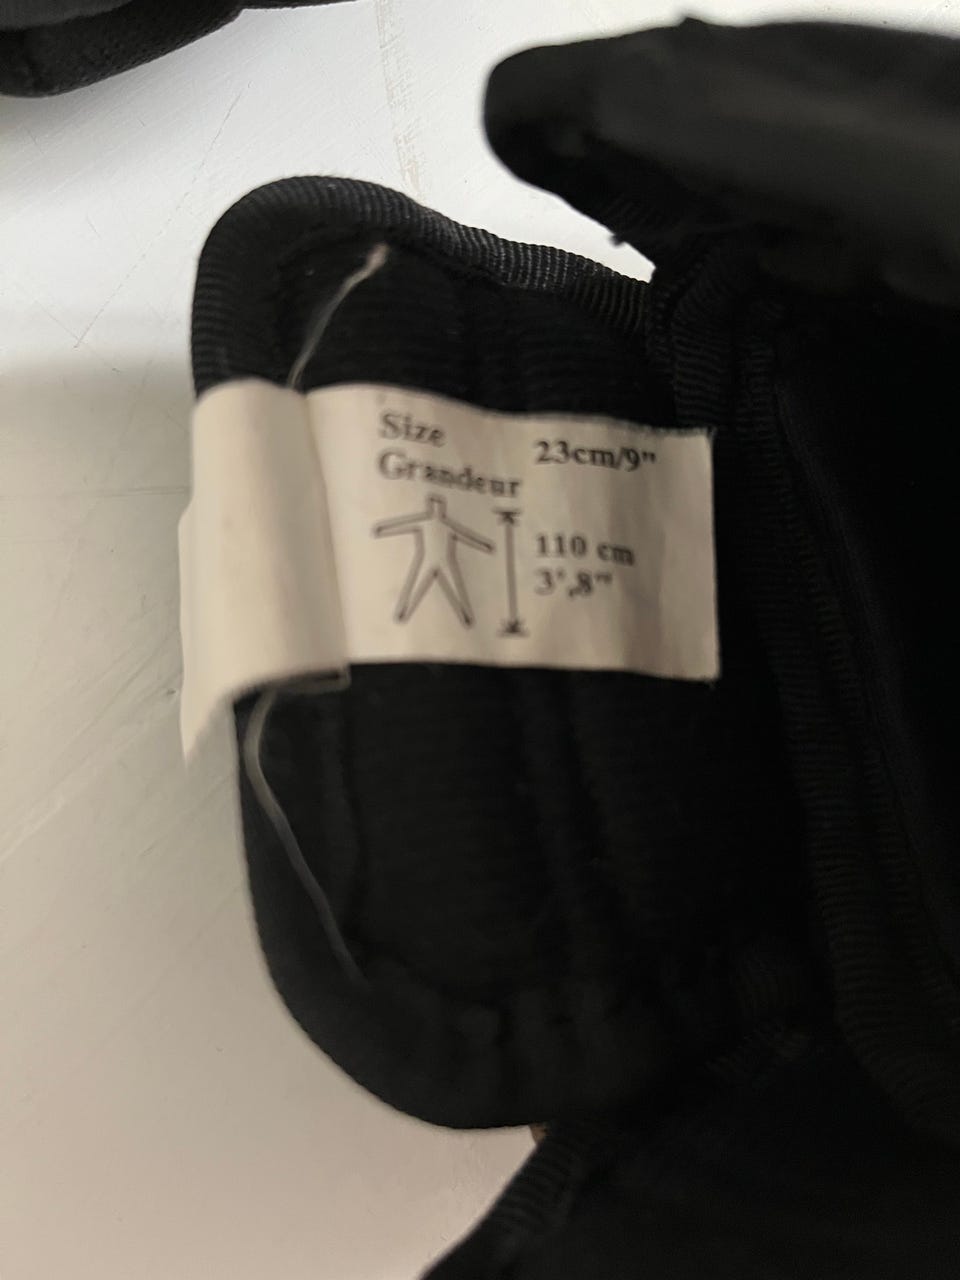 Size
Grandeur
23cm/9"
110 cm
3',8"